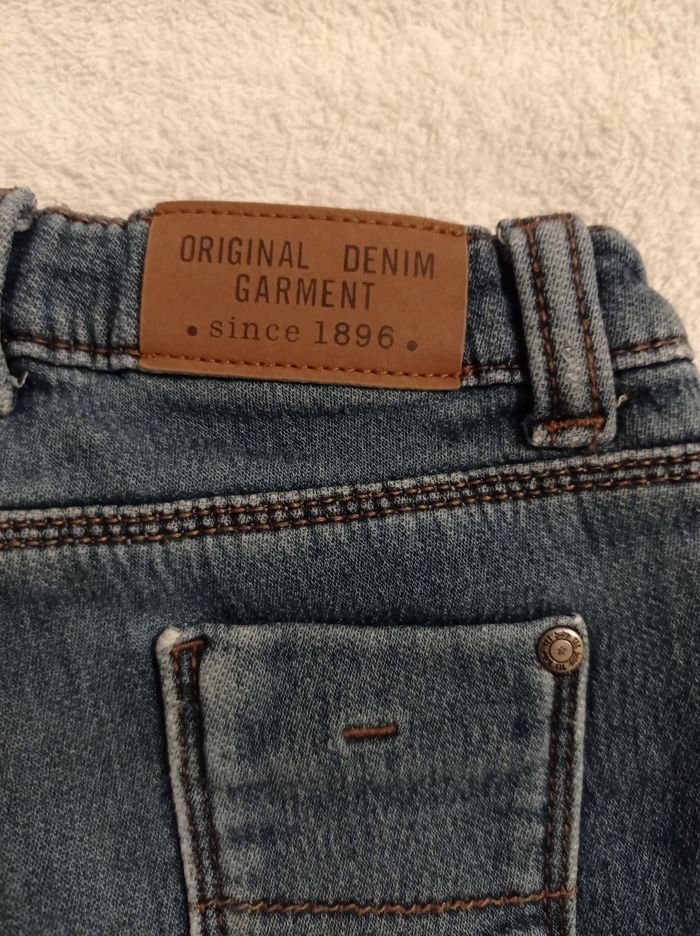 ORIGINAL DENIM
GARMENT
• since 1896 •